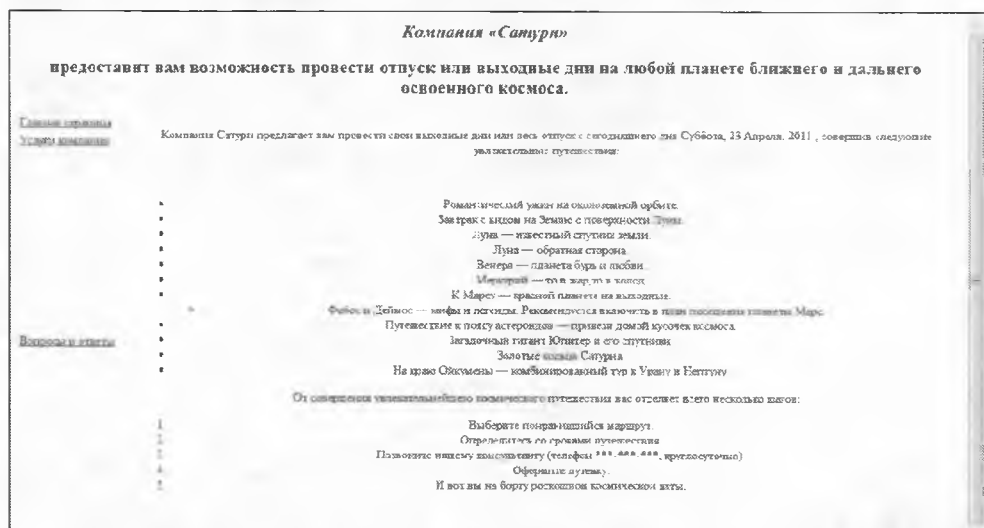 Компания «Сатурн»
предоставит вам возможность провести отпуск или выходные дни на любой планете ближнего и дальнего
освоенного космоса.
Главная страница
Услуги компании
Компания Сатурн предлагает вам провести свои выходные дни или весь отпуск с сегодняшнего дня Суббота, 23 Апреля, 2011 , совершив следующие
увлекательные путешествия:
Романтический ужин на околоземной орбите.
Завтрак с видом на Землю с поверхности Луны.
Луна — известный спутник земли.
Луна — обратная сторона
Венера — планета бурь и любви
Меркурий — то в жар, то в холод
К Марсу — красной планете на выходные.
Фобос и Деймос — мифы и легенды. Рекомендуется включить в план посещения планеты Марс.
Путешествие к поясу астероидов — привези домой кусочек космоса
Вопросы и ответы
Загадочный гигант Юпитер и его спутники
Золотые Сатурна
На краю Ойкумены — комбинированный тур к Урану и Нептуну
От совершения увлекательнейшего космического путешествия вас отделяет всего несколько шагов:
1. Выберите понравившийся маршрут.
2. Определитесь со сроками путешествия
3. Позвоните нашему консультанту (телефон ***-***-***, круглосуточно)
4. Оформите путевку.
5. И вот вы на борту роскошной космической яхты.